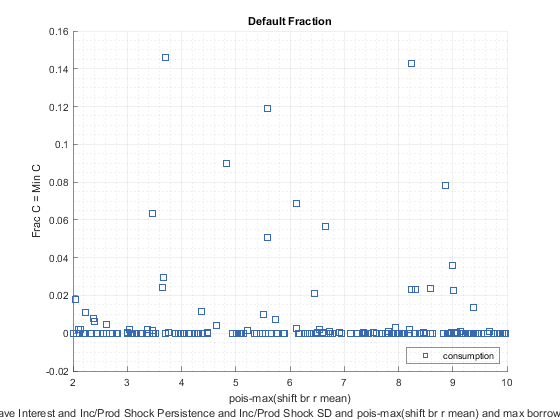 Default Fraction
0.16
0.14
0.12
0.1
0.08
0.06
0.04
0.02
0
-0.02
Frac C = Min C
consumption
2 3 4 5 6 7 8 9 10
pois-max(shift br r mean)
ave Interest and Inc/Prod Shock Persistence and Inc/Prod Shock SD and pois-max(shift br r mean) and max borrow